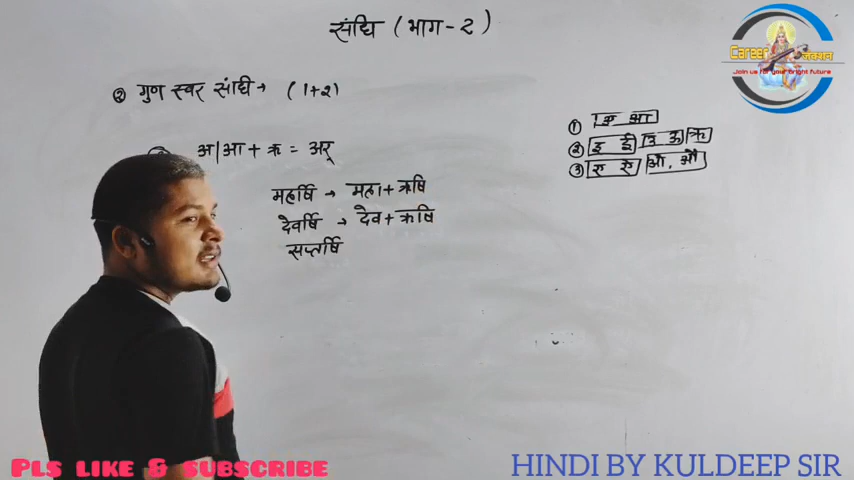 संधि (भाग-2)
② गुण स्वर संधि → (1+2)
अ/आ + ऋ = अर्
महर्षि → महा + ऋषि
देवर्षि → देव + ऋषि
सप्तर्षि
① अ आ
② इ ई उ ऊ ऋ
③ ए ऐ ओ, औ
Career जंक्शन
Join us for your bright future
PLS LIKE & SUBSCRIBE
HINDI BY KULDEEP SIR